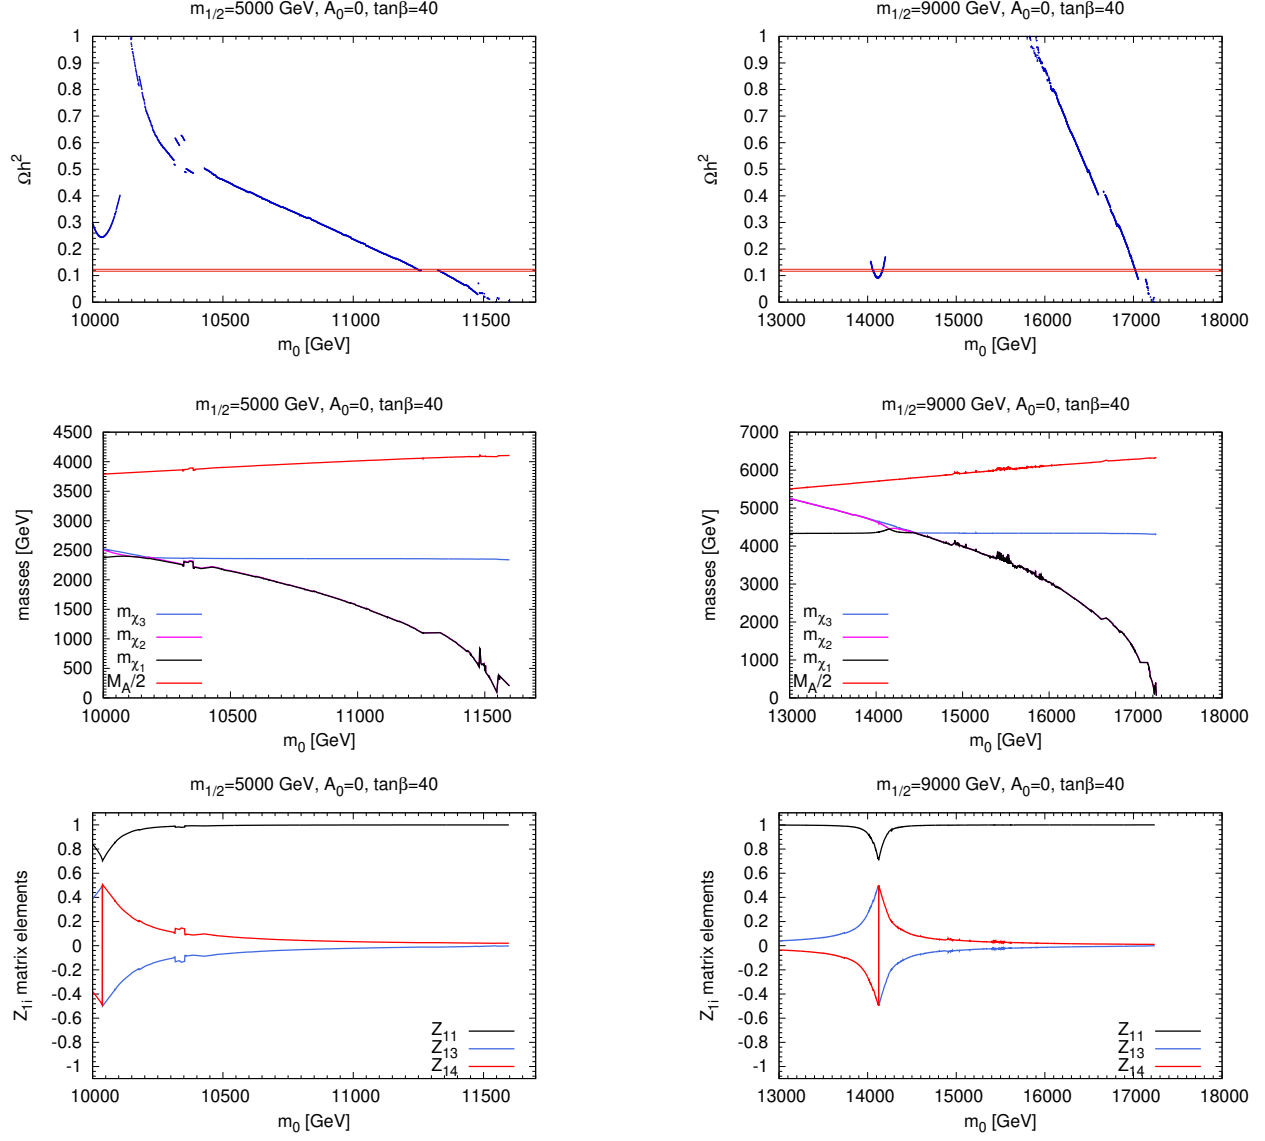 m1/2=5000 GeV, A0=0, tanβ=40
Ωh2
1
0.9
0.8
0.7
0.6
0.5
0.4
0.3
0.2
0.1
0
10000 10500 11000 11500
m0 [GeV]
m1/2=9000 GeV, A0=0, tanβ=40
Ωh2
1
0.9
0.8
0.7
0.6
0.5
0.4
0.3
0.2
0.1
0
13000 14000 15000 16000 17000 18000
m0 [GeV]
m1/2=5000 GeV, A0=0, tanβ=40
masses [GeV]
4500
4000
3500
3000
2500
2000
1500
1000
500
0
mχ3
mχ2
mχ1
MA/2
10000 10500 11000 11500
m0 [GeV]
m1/2=9000 GeV, A0=0, tanβ=40
masses [GeV]
7000
6000
5000
4000
3000
2000
1000
0
mχ3
mχ2
mχ1
MA/2
13000 14000 15000 16000 17000 18000
m0 [GeV]
m1/2=5000 GeV, A0=0, tanβ=40
Z1i matrix elements
1
0.8
0.6
0.4
0.2
0
-0.2
-0.4
-0.6
-0.8
-1
Z11
Z13
Z14
10000 10500 11000 11500
m0 [GeV]
m1/2=9000 GeV, A0=0, tanβ=40
Z1i matrix elements
1
0.8
0.6
0.4
0.2
0
-0.2
-0.4
-0.6
-0.8
-1
Z11
Z13
Z14
13000 14000 15000 16000 17000 18000
m0 [GeV]